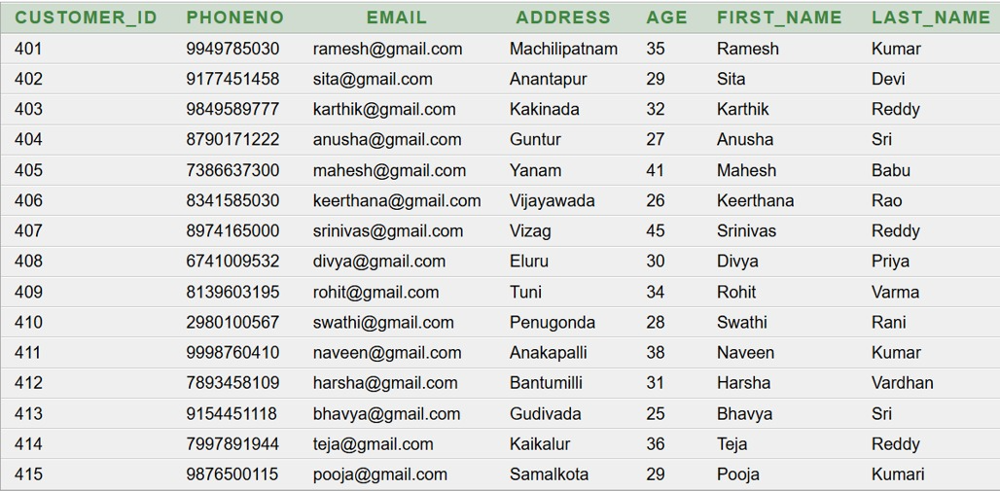 CUSTOMER_ID PHONENO EMAIL ADDRESS AGE FIRST_NAME LAST_NAME
401 9949785030 ramesh@gmail.com Machilipatnam 35 Ramesh Kumar
402 9177451458 sita@gmail.com Anantapur 29 Sita Devi
403 9849589777 karthik@gmail.com Kakinada 32 Karthik Reddy
404 8790171222 anusha@gmail.com Guntur 27 Anusha Sri
405 7386637300 mahesh@gmail.com Yanam 41 Mahesh Babu
406 8341585030 keerthana@gmail.com Vijayawada 26 Keerthana Rao
407 8974165000 srinivas@gmail.com Vizag 45 Srinivas Reddy
408 6741009532 divya@gmail.com Eluru 30 Divya Priya
409 8139603195 rohit@gmail.com Tuni 34 Rohit Varma
410 2980100567 swathi@gmail.com Penugonda 28 Swathi Rani
411 9998760410 naveen@gmail.com Anakapalli 38 Naveen Kumar
412 7893458109 harsha@gmail.com Bantumilli 31 Harsha Vardhan
413 9154451118 bhavya@gmail.com Gudivada 25 Bhavya Sri
414 7997891944 teja@gmail.com Kaikalur 36 Teja Reddy
415 9876500115 pooja@gmail.com Samalkota 29 Pooja Kumari